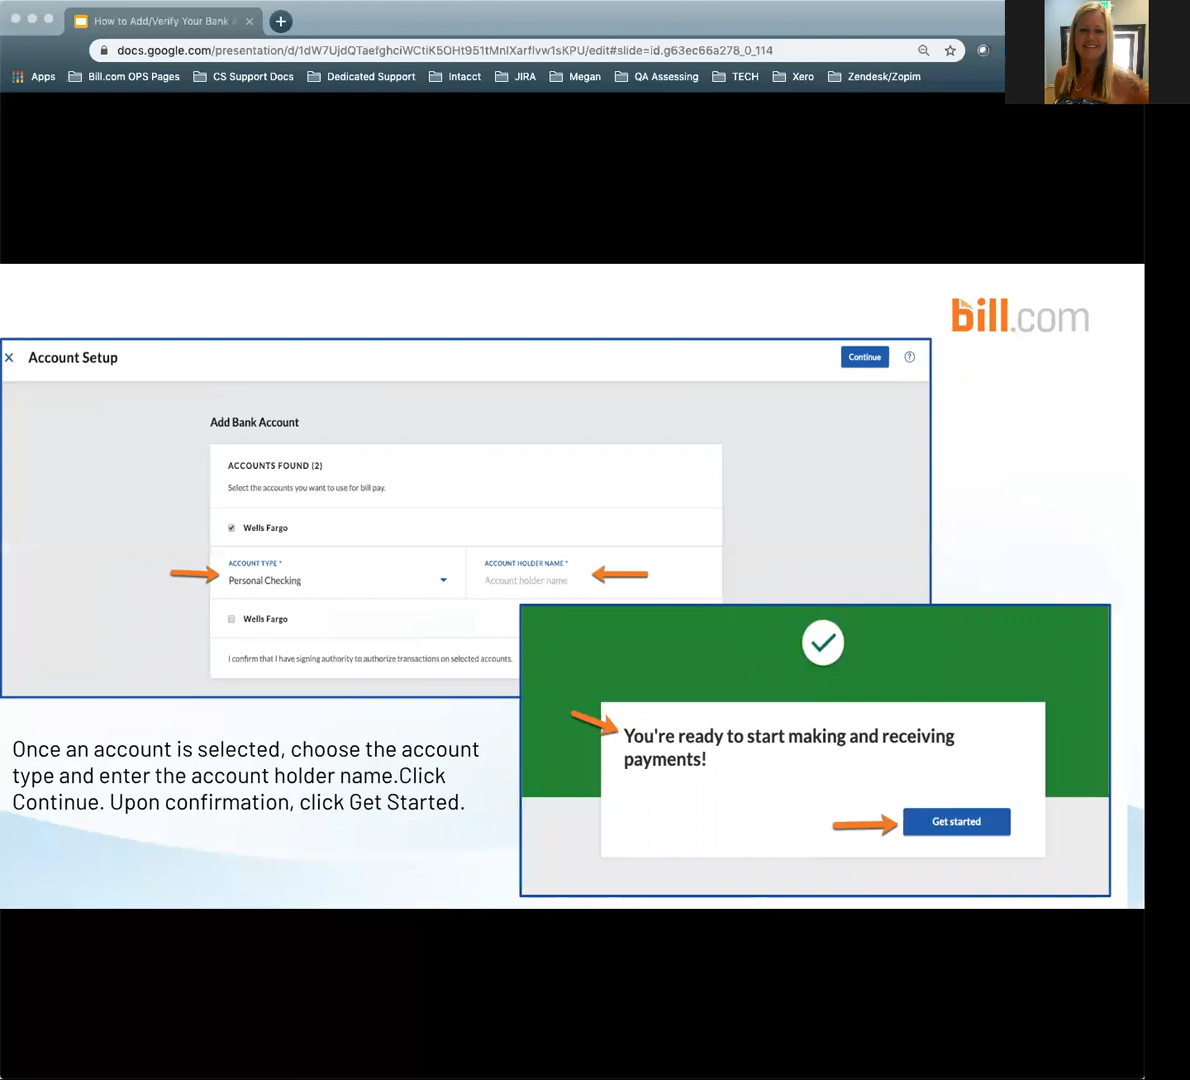 How to Add/Verify Your Bank
docs.google.com/presentation/d/1dW7UjdQTaefghciWCtiK5OHt951tMnIXarflvw1sKPU/edit#slide=id.g63ec66a278_0_114
Apps Bill.com OPS Pages CS Support Docs Dedicated Support Intacct JIRA Megan QA Assessing TECH Xero Zendesk/Zopim
bill.com
Account Setup
Continue
?
Add Bank Account
ACCOUNTS FOUND (2)
Select the accounts you want to use for bill pay.
Wells Fargo
ACCOUNT TYPE * ACCOUNT HOLDER NAME *
Personal Checking Account holder name
Wells Fargo
I confirm that I have signing authority to authorize transactions on selected accounts.
You're ready to start making and receiving
payments!
Get started
Once an account is selected, choose the account
type and enter the account holder name.Click
Continue. Upon confirmation, click Get Started.